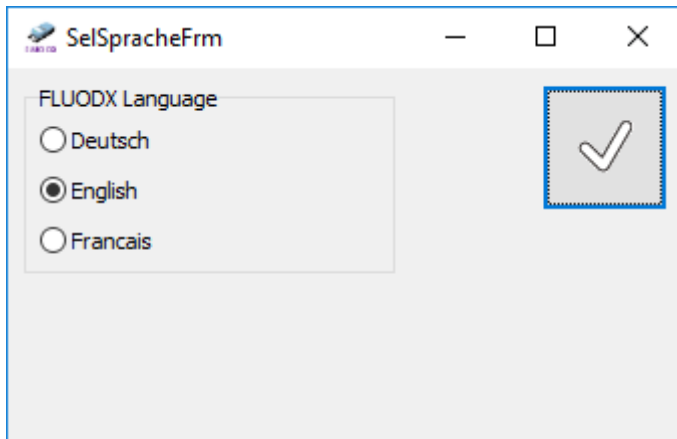 SelSpracheFrm
FLUODX Language
Deutsch
English
Francais